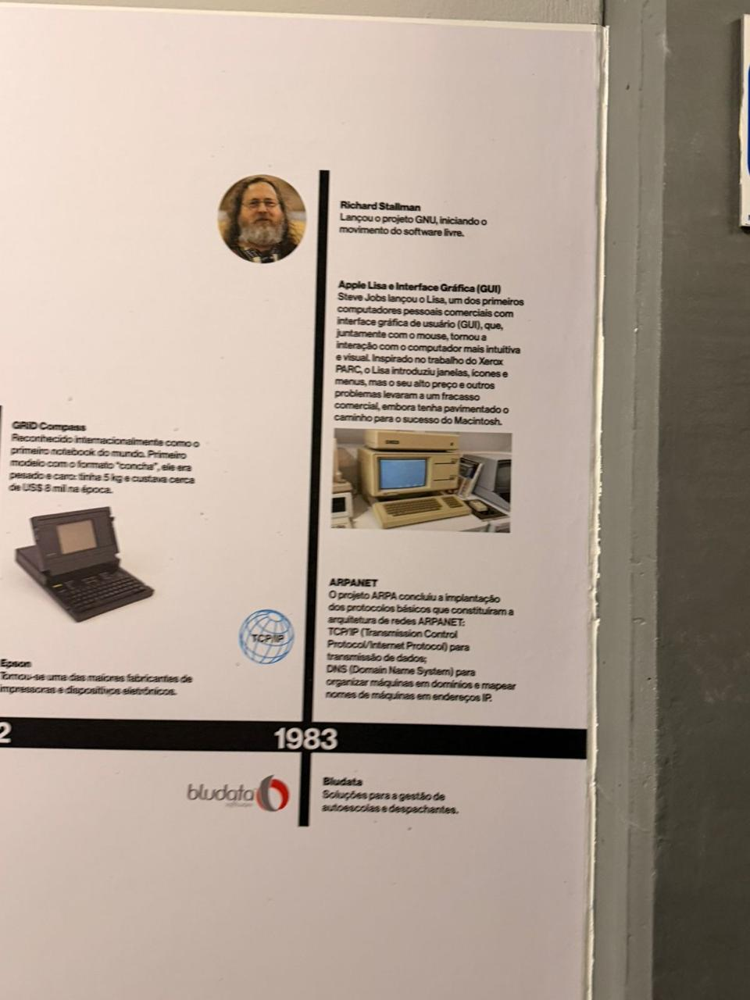 Richard Stallman
Lançou o projeto GNU, iniciando o
movimento do software livre.
Apple Lisa e Interface Gráfica (GUI)
Steve Jobs lançou o Lisa, um dos primeiros
computadores pessoais comerciais com
interface gráfica de usuário (GUI), que,
juntamente com o mouse, tornou a
interação com o computador mais intuitiva
e visual. Inspirado no trabalho do Xerox
PARC, o Lisa introduziu janelas, ícones e
menus, mas o seu alto preço e outros
problemas levaram a um fracasso
comercial, embora tenha pavimentado o
caminho para o sucesso do Macintosh.
GRiD Compass
Reconhecido internacionalmente como o
primeiro notebook do mundo. Primeiro
modelo com o formato "concha", ele era
pesado e caro: tinha 5 kg e custava cerca
de US$ 8 mil na época.
ARPANET
O projeto ARPA concluiu a implantação
dos protocolos básicos que constituíram a
arquitetura de redes ARPANET:
TCP/IP (Transmission Control
Protocol/Internet Protocol) para
transmissão de dados;
DNS (Domain Name System) para
organizar máquinas em domínios e mapear
nomes de máquinas em endereços IP.
TCP/IP
Epson
Tornou-se uma das maiores fabricantes de
impressoras e dispositivos eletrônicos.
2
1983
bludata
software
Bludata
Soluções para a gestão de
autoescolas e despachantes.